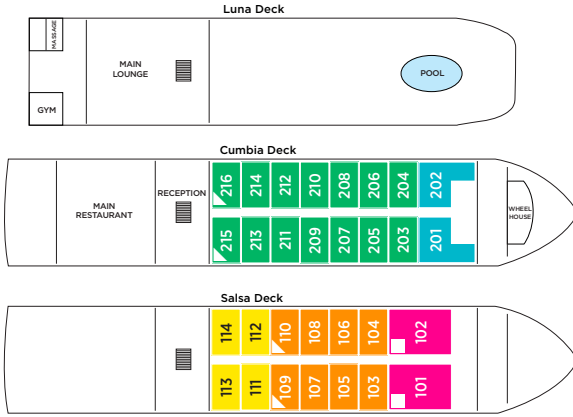 Luna Deck
MASSAGE
MAIN
LOUNGE
POOL
GYM
Cumbia Deck
216 214 212 210 208 206 204 202
MAIN
RESTAURANT
RECEPTION
WHEEL
HOUSE
215 213 211 209 207 205 203 201
Salsa Deck
114 112 110 108 106 104 102
113 111 109 107 105 103 101